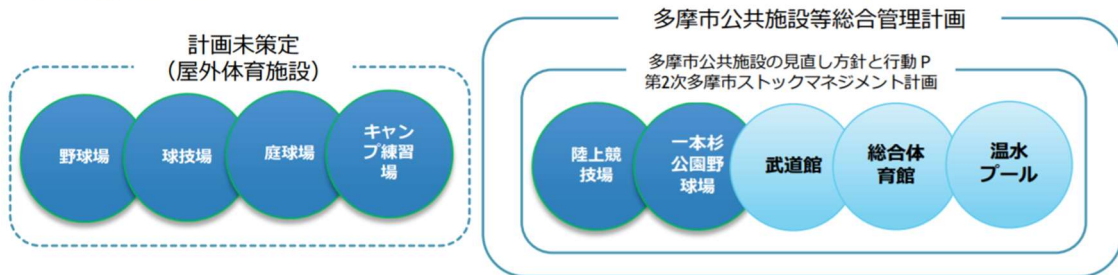 計画未策定
（屋外体育施設）
野球場
球技場
庭球場
キャン
プ練習
場
多摩市公共施設等総合管理計画
多摩市公共施設の見直し方針と行動Ｐ
第2次多摩市ストックマネジメント計画
陸上競
技場
一本杉
公園野
球場
武道館
総合体
育館
温水
プール